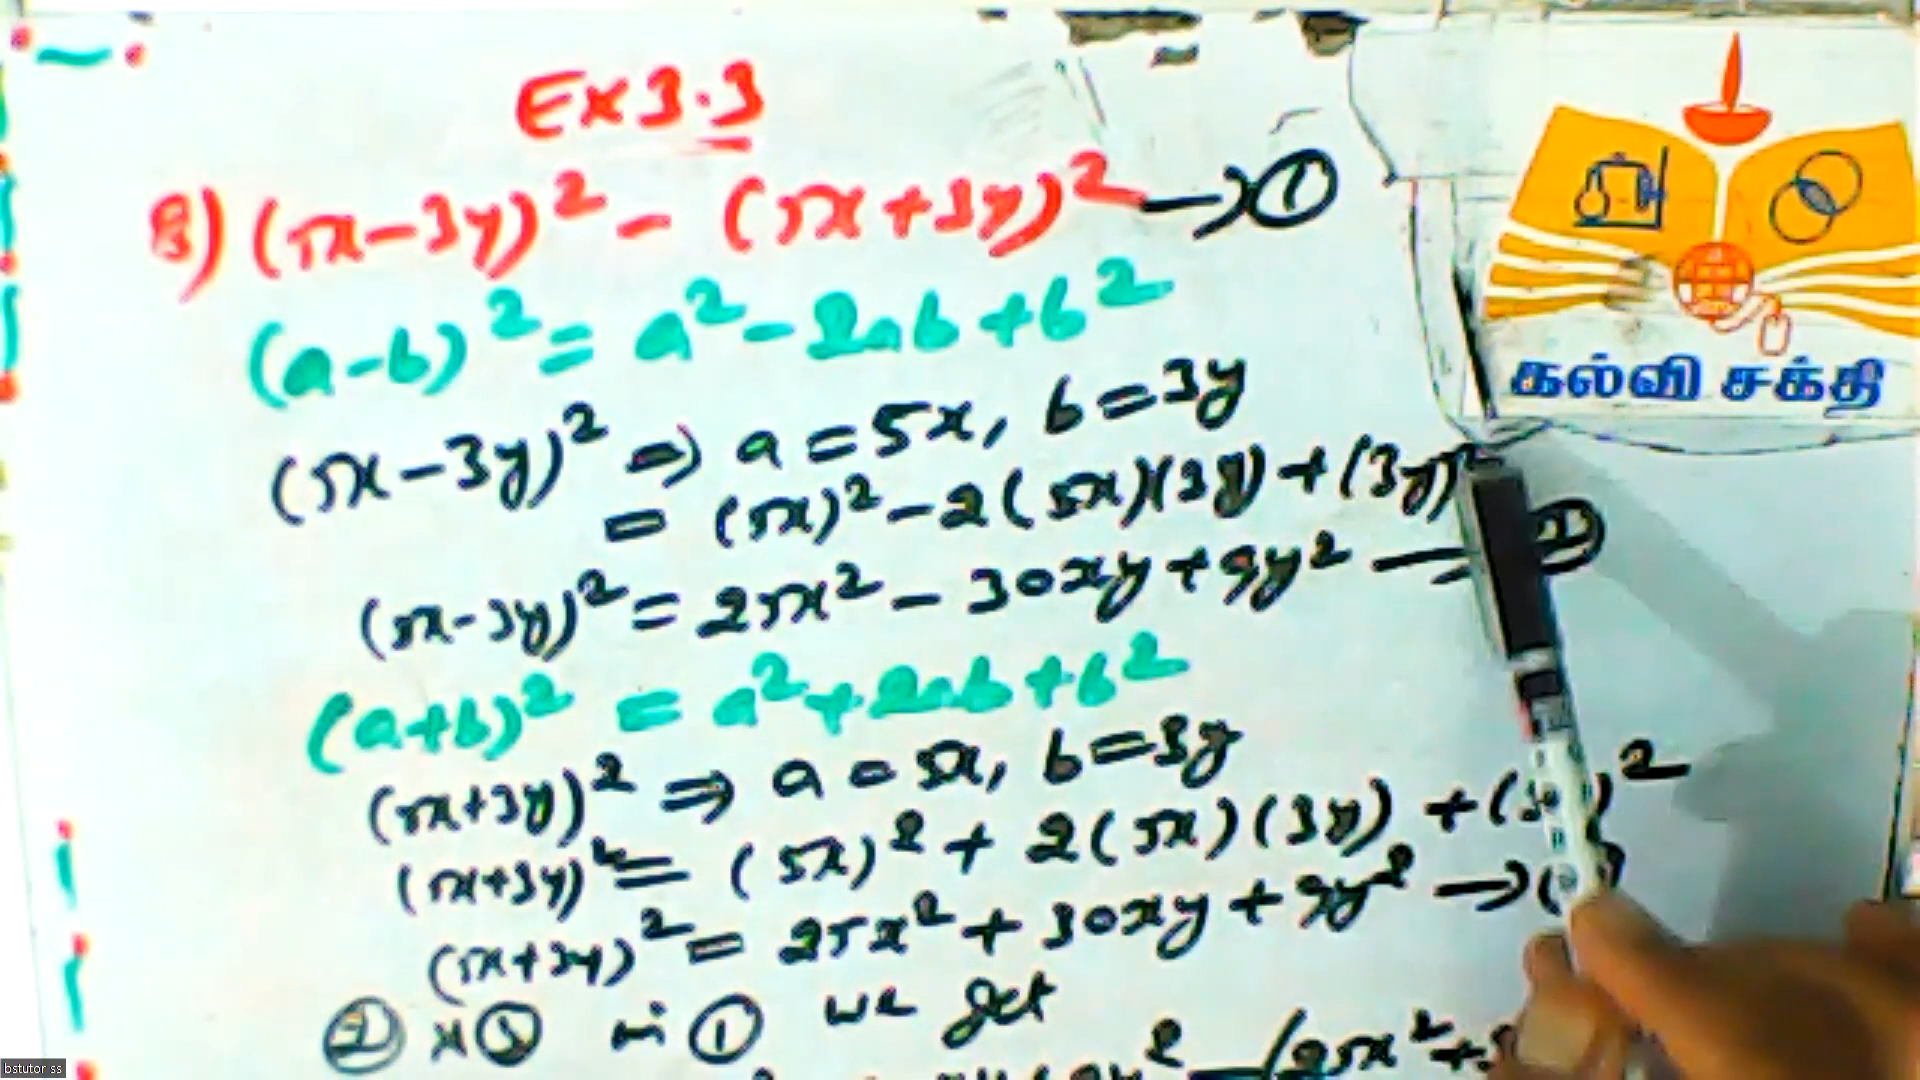 Ex 3.3
8) (5x-3y)² - (5x+3y)² → ①
(a-b)² = a² - 2ab + b²
(5x-3y)² ⇒ a = 5x, b = 3y
= (5x)² - 2(5x)(3y) + (3y)²
(5x-3y)² = 25x² - 30xy + 9y² → ②
(a+b)² = a² + 2ab + b²
(5x+3y)² ⇒ a = 5x, b = 3y
(5x+3y)² = (5x)² + 2(5x)(3y) + ( )²
(5x+3y)² = 25x² + 30xy + 9y² →
② & ③ in ① we get
- (25x² +
கல்வி சக்தி
bstutor ss